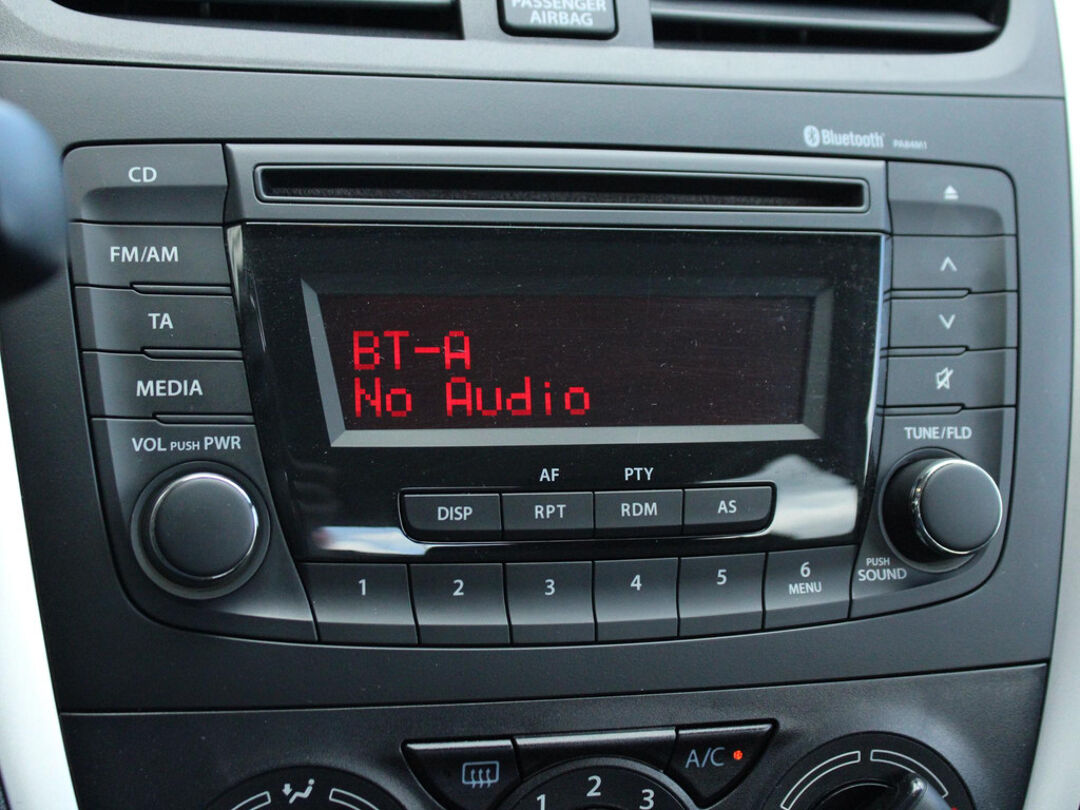 PASSENGER
AIRBAG
Bluetooth PA84M1
CD
FM/AM
TA
MEDIA
VOL PUSH PWR
BT-A
No Audio
TUNE/FLD
AF PTY
DISP RPT RDM AS
1 2 3 4 5 6
MENU
PUSH
SOUND
A/C
1 2 3